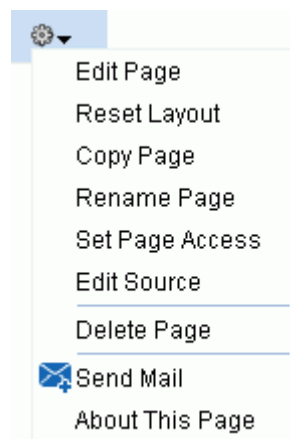 Edit Page
Reset Layout
Copy Page
Rename Page
Set Page Access
Edit Source
Delete Page
Send Mail
About This Page